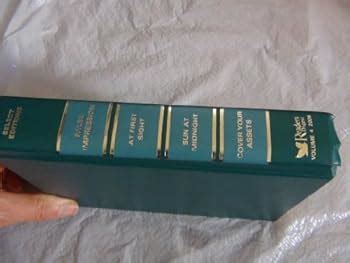 SELECT
EDITIONS
FALSE
IMPRESSION
AT FIRST
SIGHT
SUN AT
MIDNIGHT
COVER YOUR
ASSETS
Reader's
Digest
VOLUME 4 2006